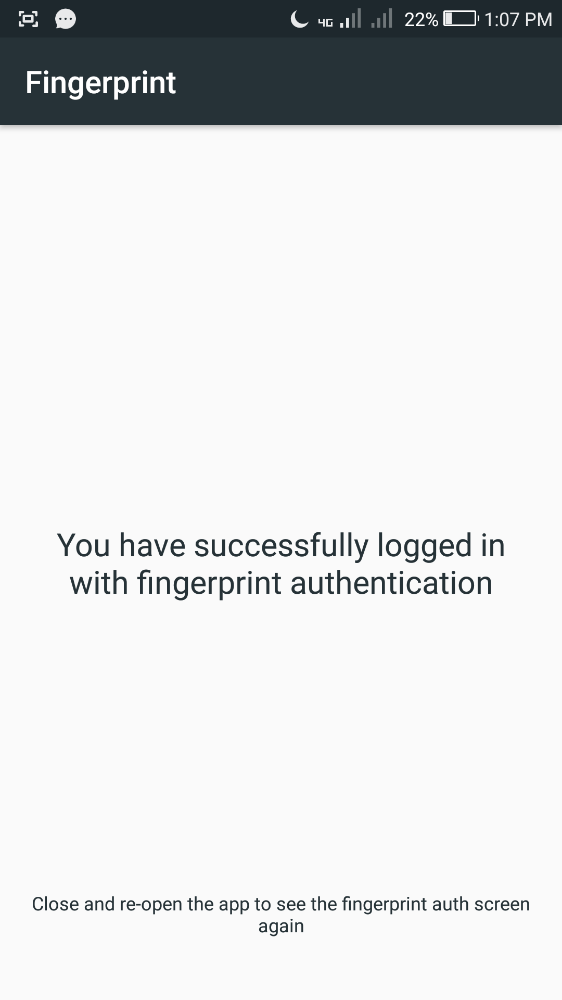 4G 22% 1:07 PM
Fingerprint
You have successfully logged in
with fingerprint authentication
Close and re-open the app to see the fingerprint auth screen
again